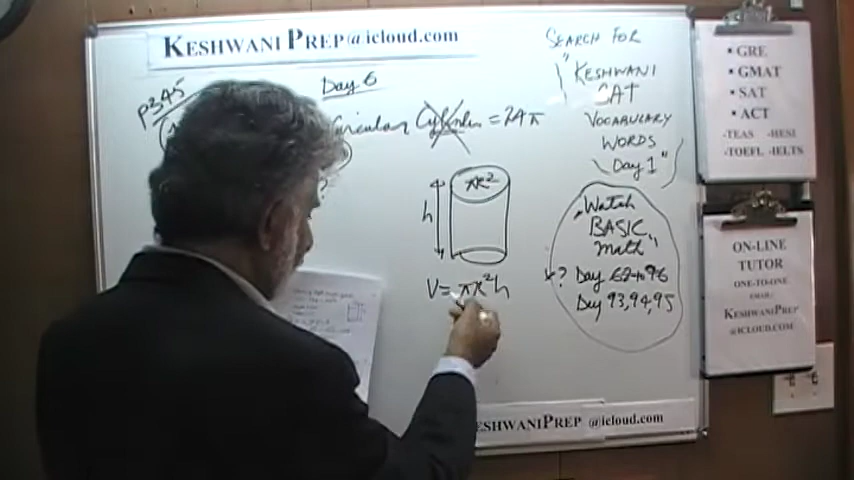 KESHWANI PREP@icloud.com
Day 6
P345
Circular Cylinder = 24π
?
πr²
h
V = πr²h
SEARCH FOR
"KESHWANI
SAT
VOCABULARY
WORDS
Day 1"
Watch
BASIC
Math"
? Day 62 to 96
Day 93,94,95
KESHWANIPREP @icloud.com
• GRE
• GMAT
• SAT
• ACT
-TEAS -HESI
-TOEFL -IELTS
ON-LINE
TUTOR
ONE-TO-ONE
EMAIL:
KESHWANIPREP
@ICLOUD.COM